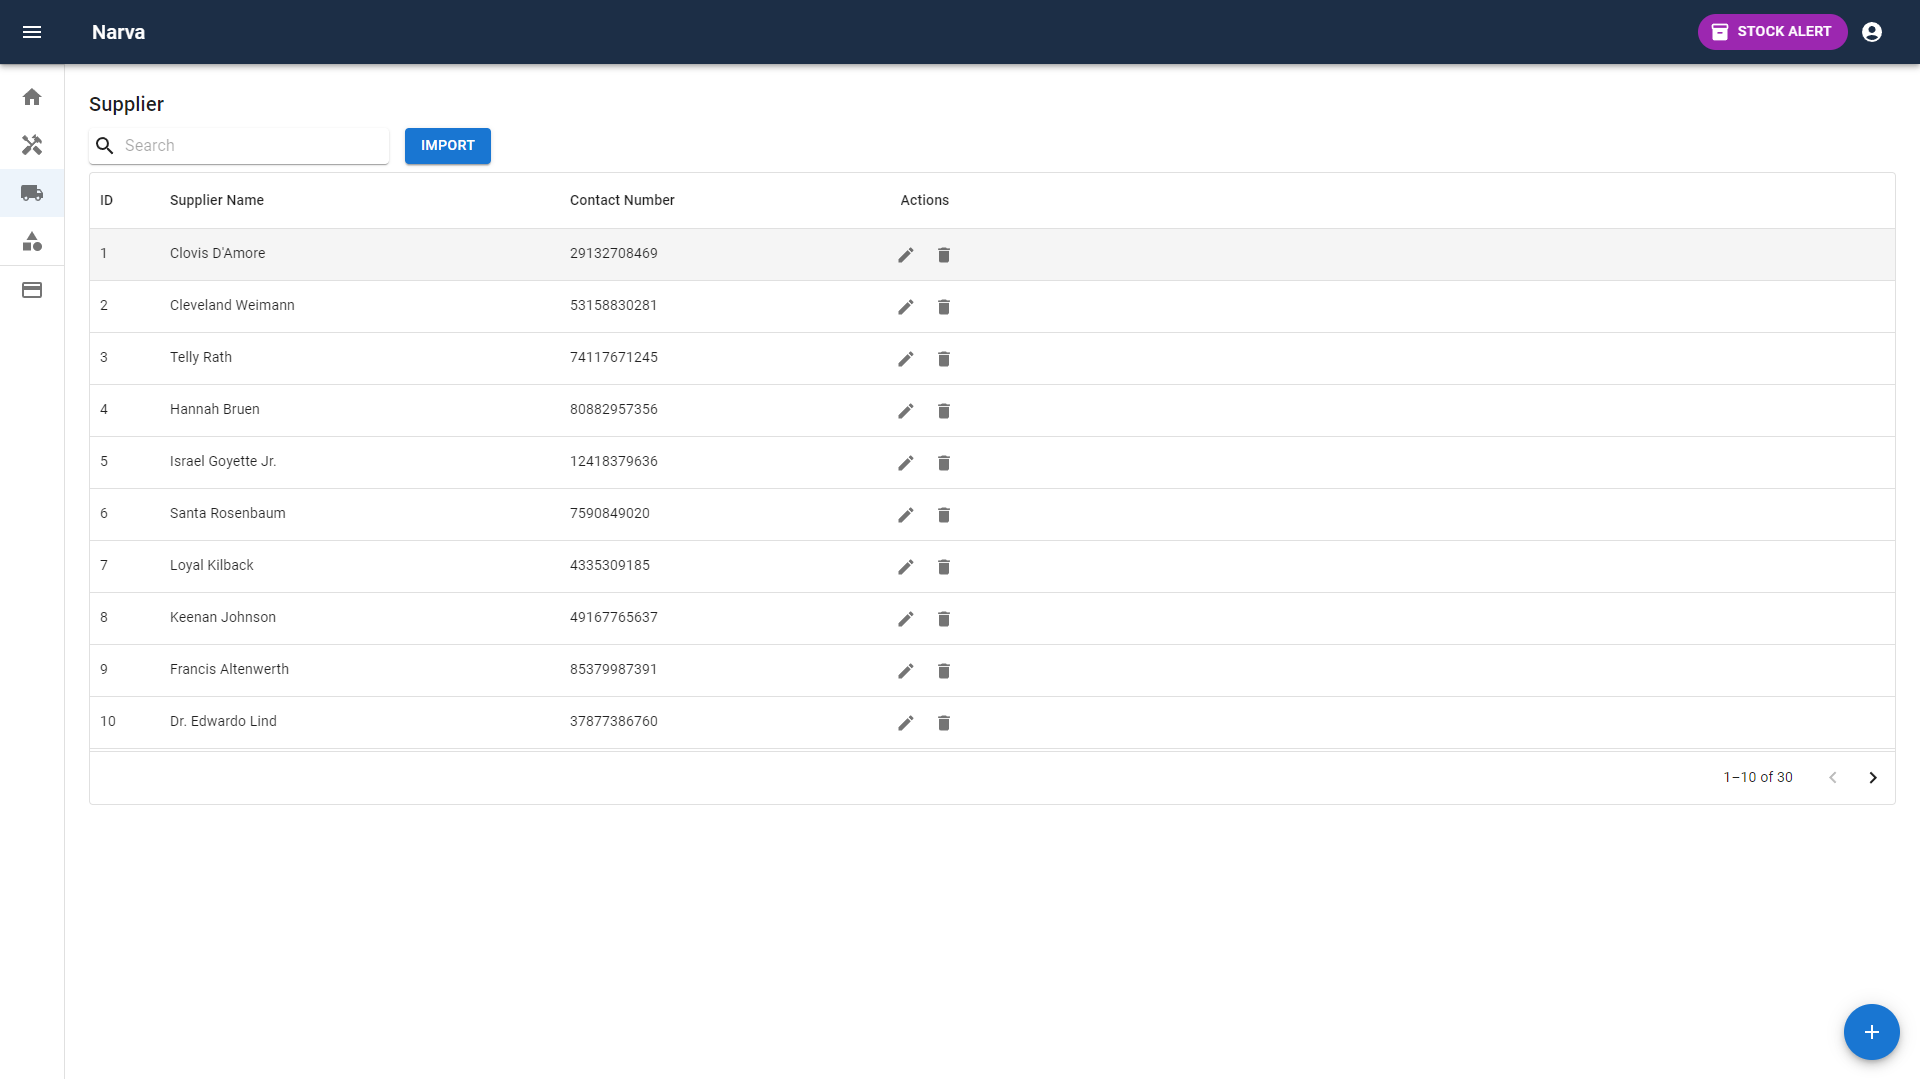 Narva
STOCK ALERT
Supplier
Search
IMPORT
ID Supplier Name Contact Number Actions
1 Clovis D'Amore 29132708469
2 Cleveland Weimann 53158830281
3 Telly Rath 74117671245
4 Hannah Bruen 80882957356
5 Israel Goyette Jr. 12418379636
6 Santa Rosenbaum 7590849020
7 Loyal Kilback 4335309185
8 Keenan Johnson 49167765637
9 Francis Altenwerth 85379987391
10 Dr. Edwardo Lind 37877386760
1–10 of 30